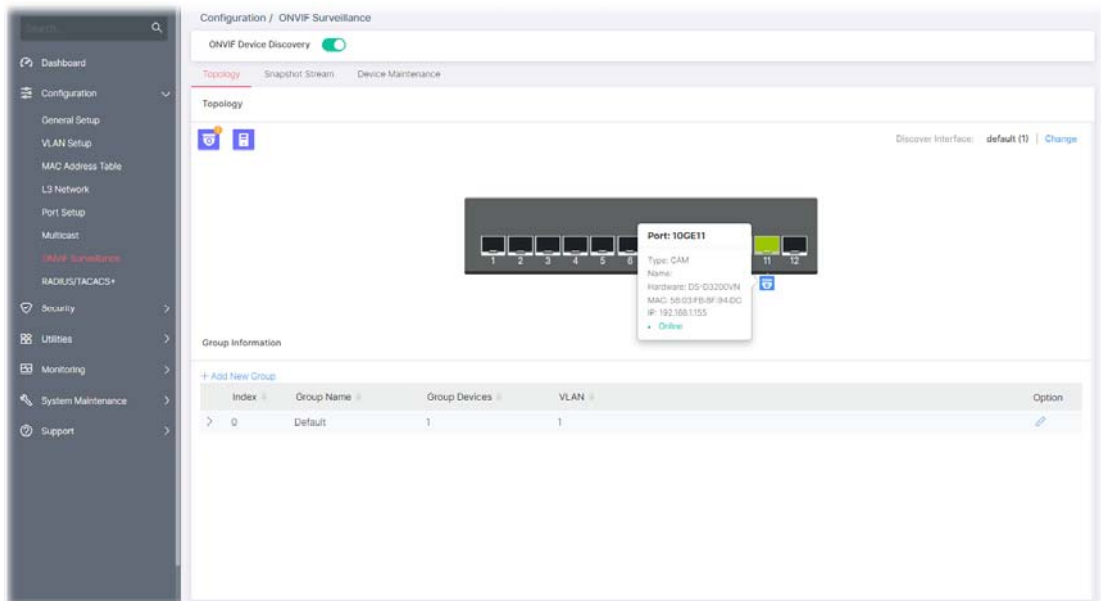 Configuration / ONVIF Surveillance
Search...
ONVIF Device Discovery
Dashboard
Topology Snapshot Stream Device Maintenance
Configuration
Topology
General Setup
VLAN Setup
Discover Interface: default (1) | Change
MAC Address Table
L3 Network
Port Setup
Multicast
ONVIF Surveillance
RADIUS/TACACS+
Security
Utilities
Monitoring
System Maintenance
Support
1 2 3 4 5 6 11 12
Port: 10GE11
Type: CAM
Name:
Hardware: DS-D3200VN
MAC: 56:03:FB:8F:94:DC
IP: 192.168.1.155
Online
Group Information
+ Add New Group
Index Group Name Group Devices VLAN Option
0 Default 1 1